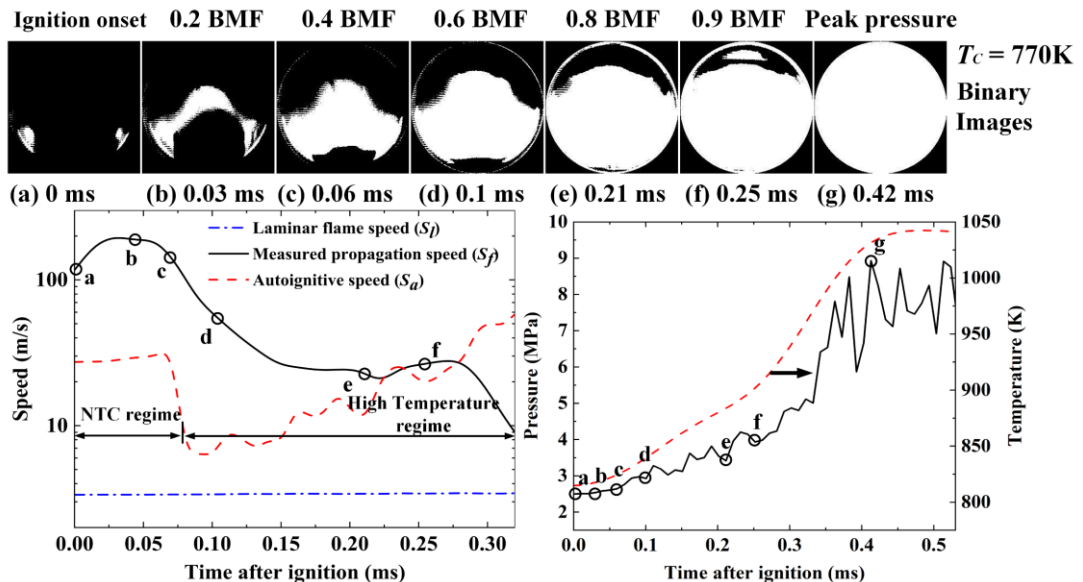 Ignition onset 0.2 BMF 0.4 BMF 0.6 BMF 0.8 BMF 0.9 BMF Peak pressure
T_C = 770K
Binary
Images
(a) 0 ms (b) 0.03 ms (c) 0.06 ms (d) 0.1 ms (e) 0.21 ms (f) 0.25 ms (g) 0.42 ms
Speed (m/s)
100
10
Laminar flame speed (S_l)
Measured propagation speed (S_f)
Autoignitive speed (S_a)
a
b
c
d
e
f
NTC regime
High Temperature
regime
0.00 0.05 0.10 0.15 0.20 0.25 0.30
Time after ignition (ms)
Pressure (MPa)
10
9
8
7
6
5
4
3
2
a
b
c
d
e
f
g
1050
1000
950
900
850
800
Temperature (K)
0.0 0.1 0.2 0.3 0.4 0.5
Time after ignition (ms)